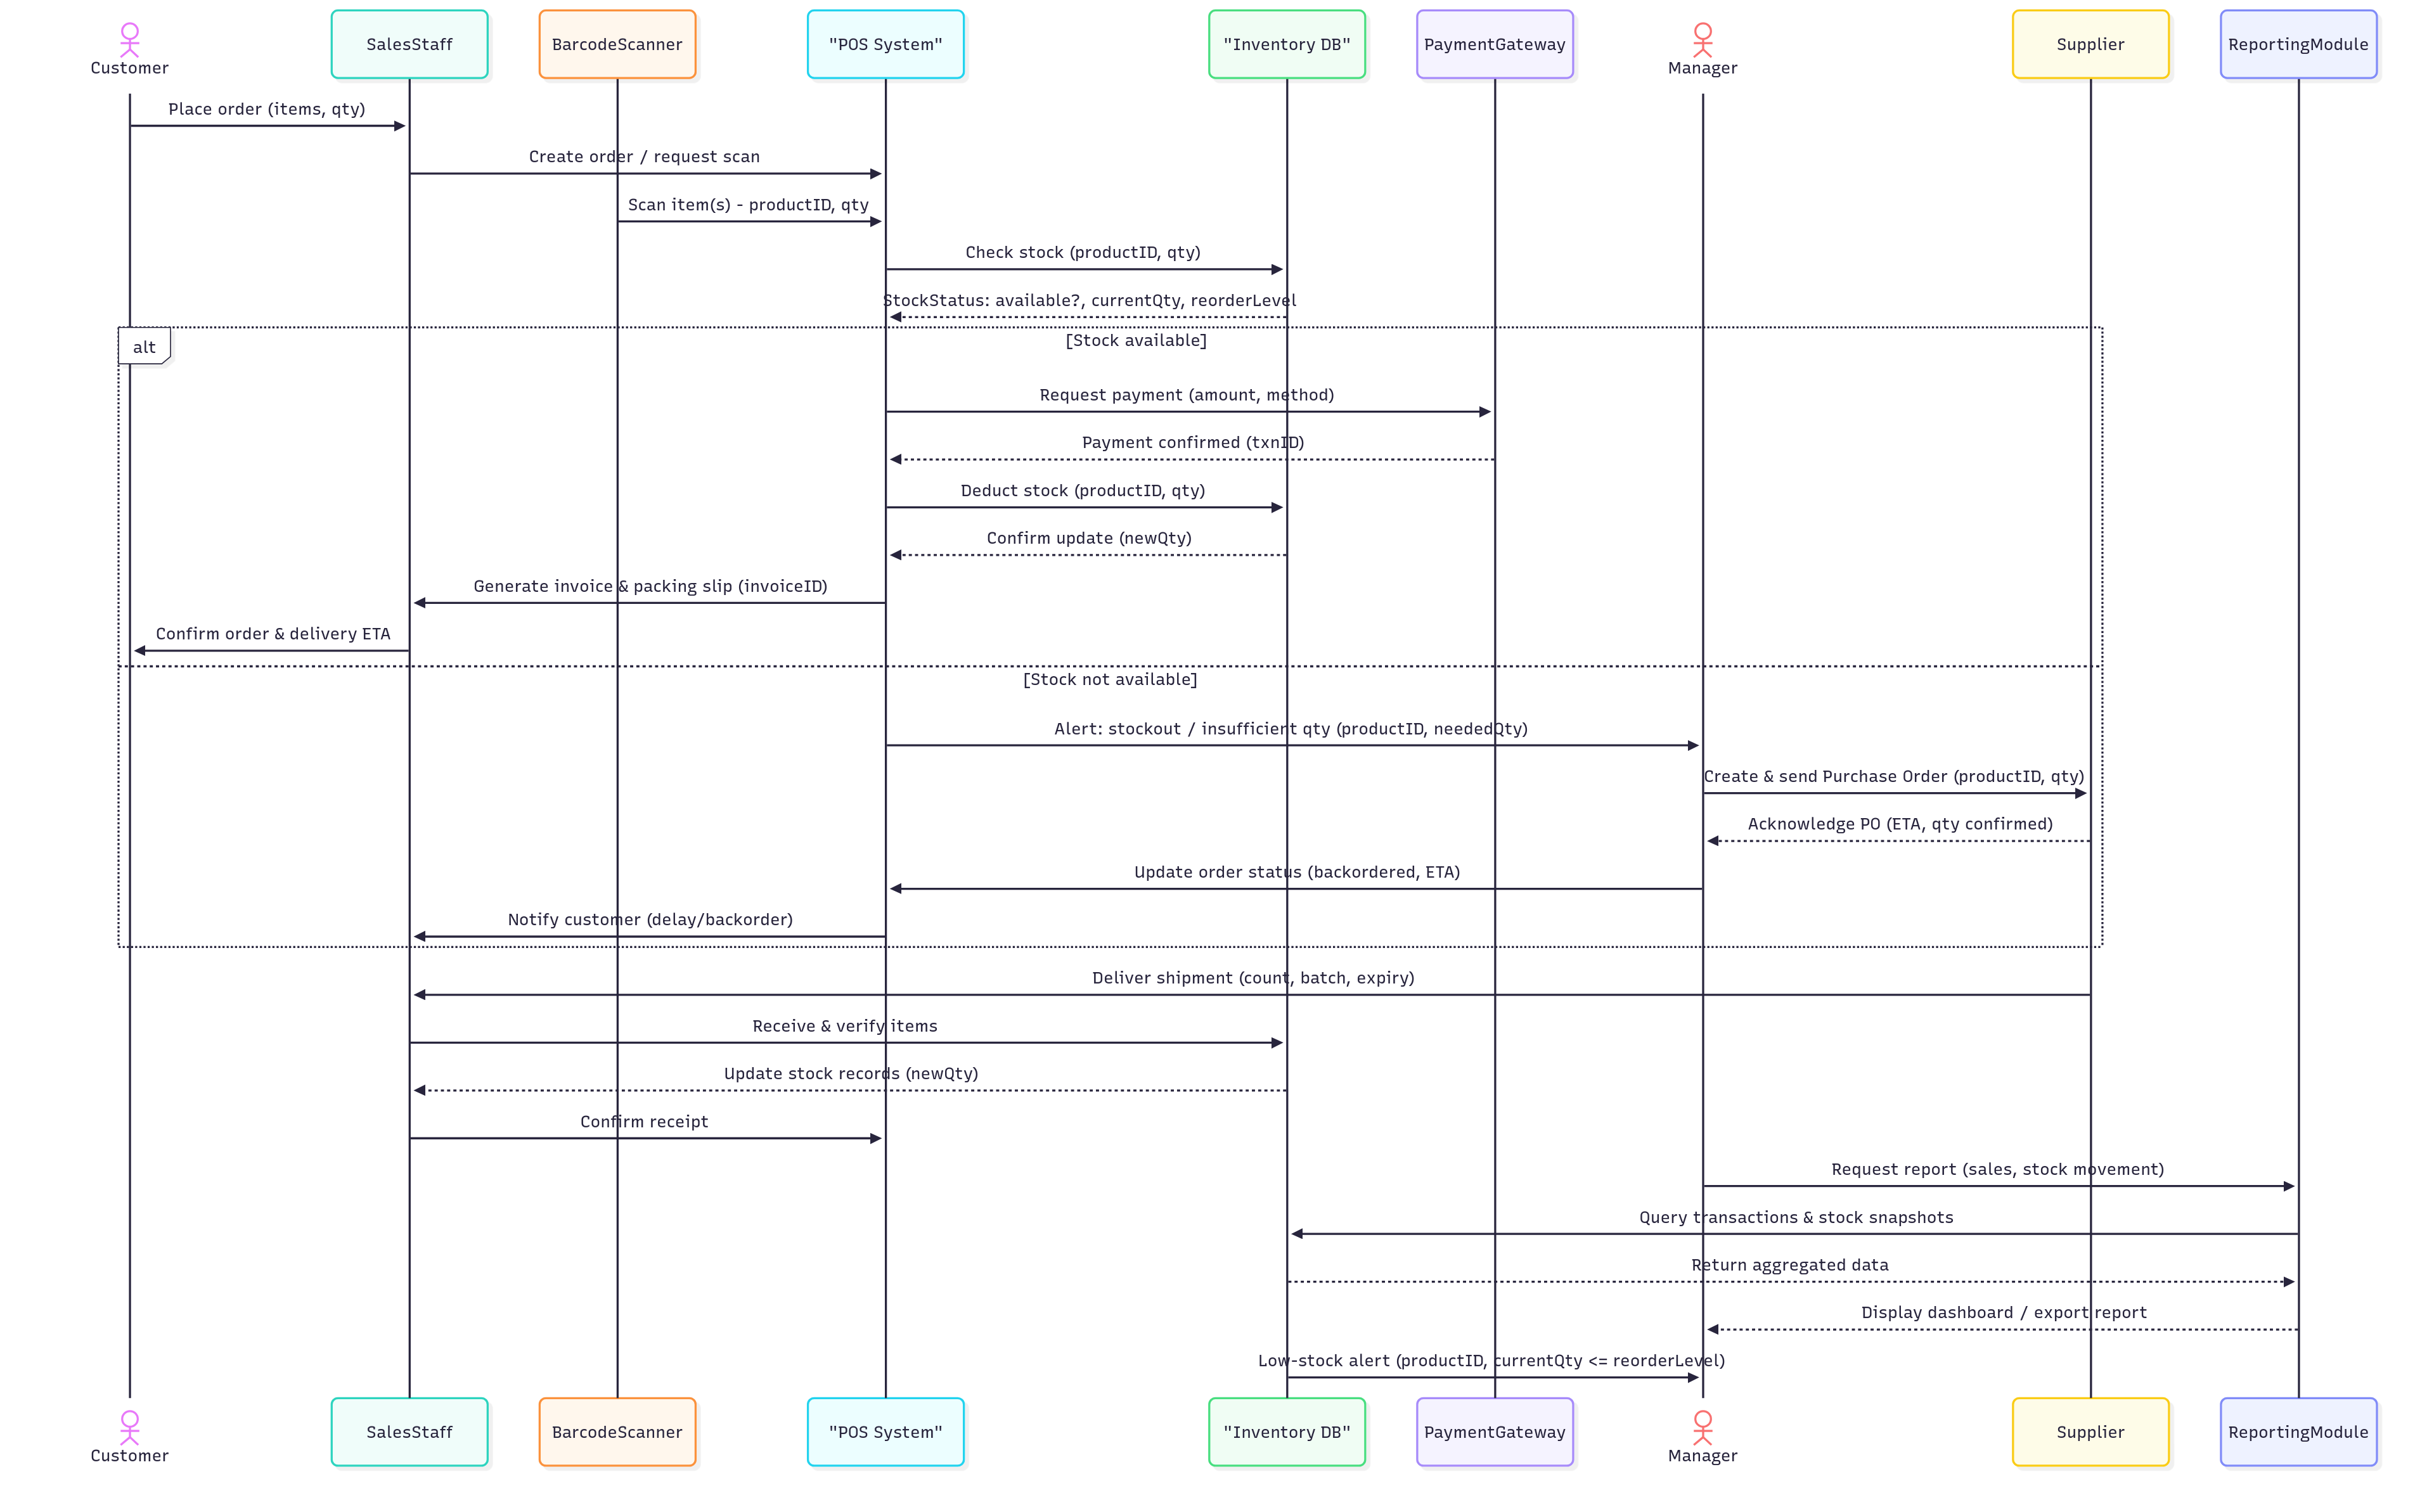 Customer
SalesStaff
BarcodeScanner
"POS System"
"Inventory DB"
PaymentGateway
Manager
Supplier
ReportingModule
Place order (items, qty)
Create order / request scan
Scan item(s) - productID, qty
Check stock (productID, qty)
StockStatus: available?, currentQty, reorderLevel
alt
[Stock available]
Request payment (amount, method)
Payment confirmed (txnID)
Deduct stock (productID, qty)
Confirm update (newQty)
Generate invoice & packing slip (invoiceID)
Confirm order & delivery ETA
[Stock not available]
Alert: stockout / insufficient qty (productID, neededQty)
Create & send Purchase Order (productID, qty)
Acknowledge PO (ETA, qty confirmed)
Update order status (backordered, ETA)
Notify customer (delay/backorder)
Deliver shipment (count, batch, expiry)
Receive & verify items
Update stock records (newQty)
Confirm receipt
Request report (sales, stock movement)
Query transactions & stock snapshots
Return aggregated data
Display dashboard / export report
Low-stock alert (productID, currentQty <= reorderLevel)
Customer
SalesStaff
BarcodeScanner
"POS System"
"Inventory DB"
PaymentGateway
Manager
Supplier
ReportingModule